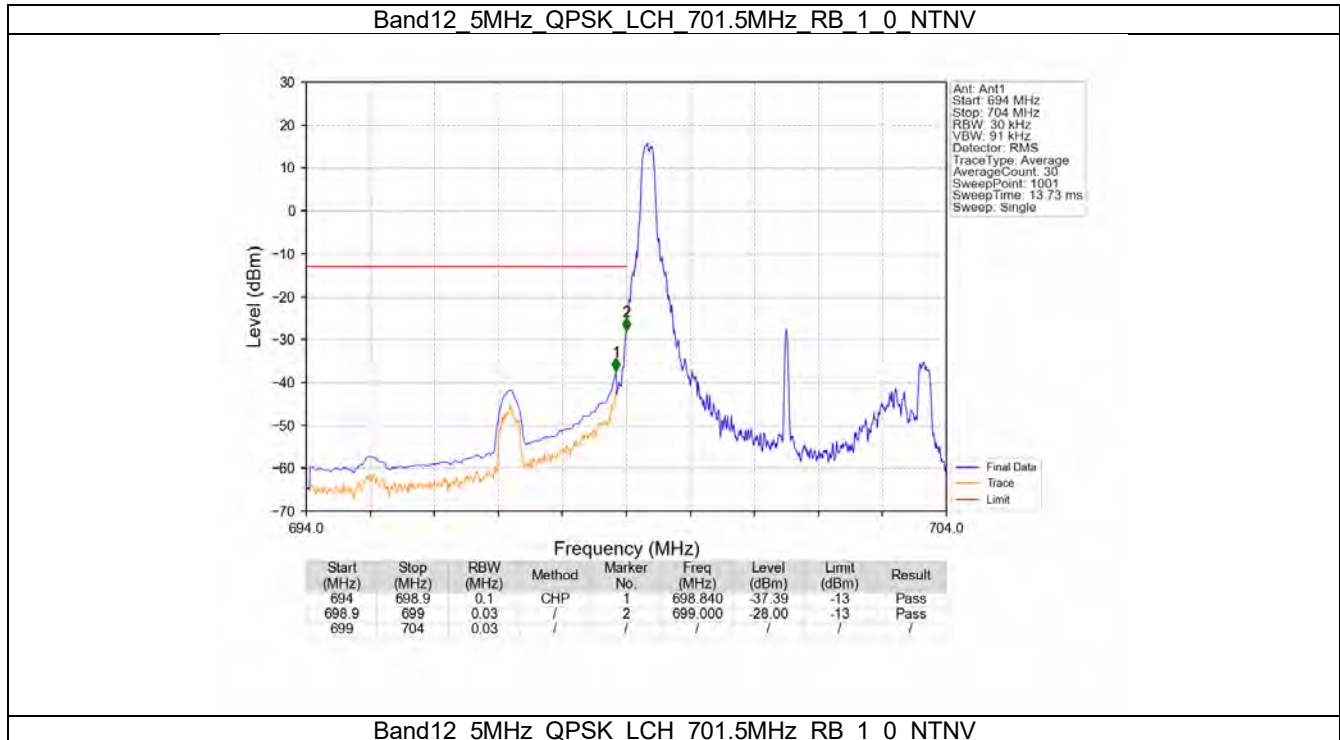 Band12_5MHz_QPSK_LCH_701.5MHz_RB_1_0_NTNV
30
20
10
0
−10
−20
−30
−40
−50
−60
−70
Level (dBm)
1
2
Ant: Ant1
Start: 694 MHz
Stop: 704 MHz
RBW: 30 kHz
VBW: 91 kHz
Detector: RMS
TraceType: Average
AverageCount: 30
SweepPoint: 1001
SweepTime: 13.73 ms
Sweep: Single
Final Data
Trace
Limit
694.0 704.0
Frequency (MHz)
Start (MHz) Stop (MHz) RBW (MHz) Method Marker No. Freq (MHz) Level (dBm) Limit (dBm) Result
694 698.9 0.1 CHP 1 698.840 -37.39 -13 Pass
698.9 699 0.03 / 2 699.000 -28.00 -13 Pass
699 704 0.03 / / / / / /
Band12_5MHz_QPSK_LCH_701.5MHz_RB_1_0_NTNV